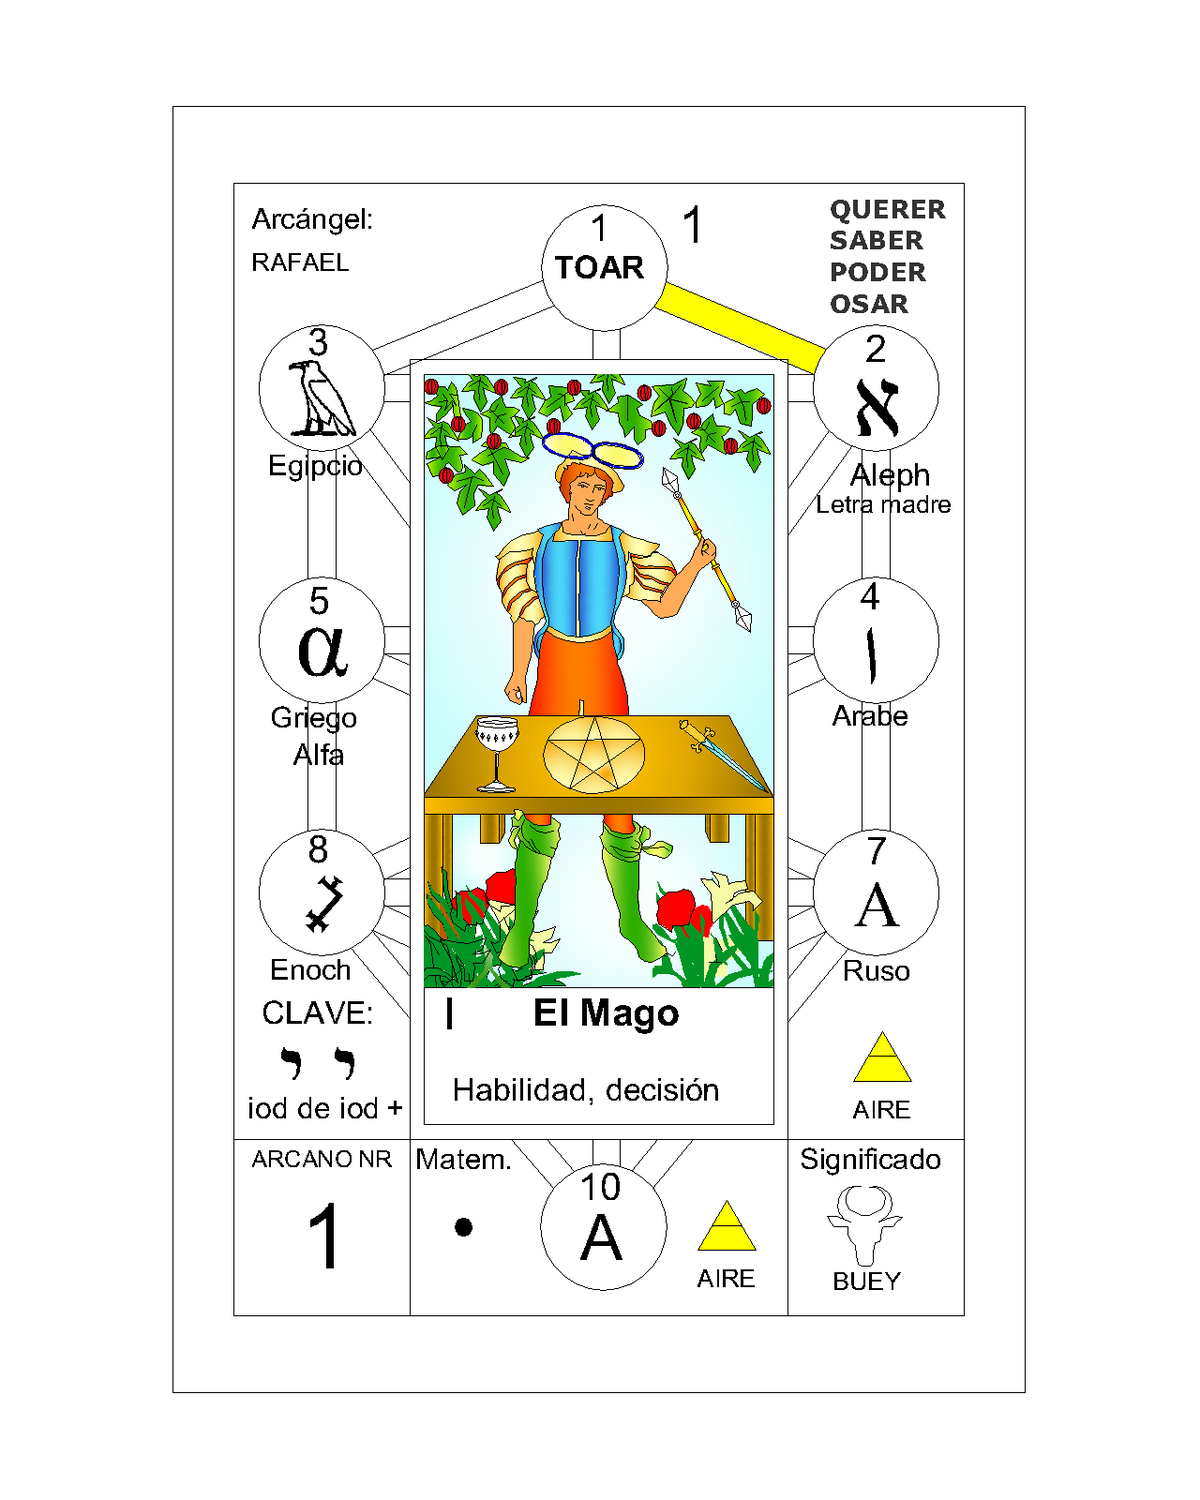 Arcángel:
RAFAEL
1
TOAR
1
QUERER
SABER
PODER
OSAR
3
Egipcio
2
א
Aleph
Letra madre
5
α
Griego
Alfa
4
ا
Arabe
8
Enoch
7
А
Ruso
CLAVE:
י י
iod de iod +
I El Mago
Habilidad, decisión
AIRE
ARCANO NR
1
Matem.
•
10
A
AIRE
Significado
BUEY